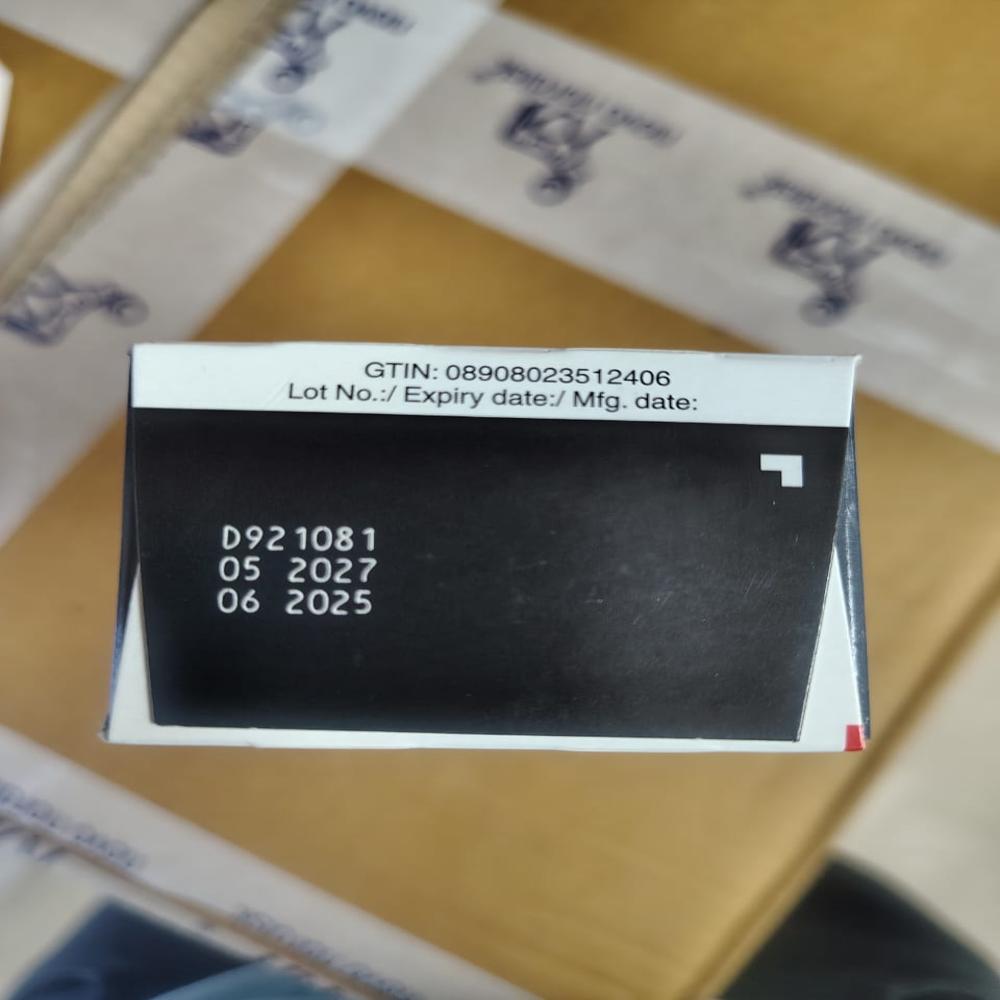 GTIN: 08908023512406
Lot No.:/ Expiry date:/ Mfg. date:
D921081
05 2027
06 2025